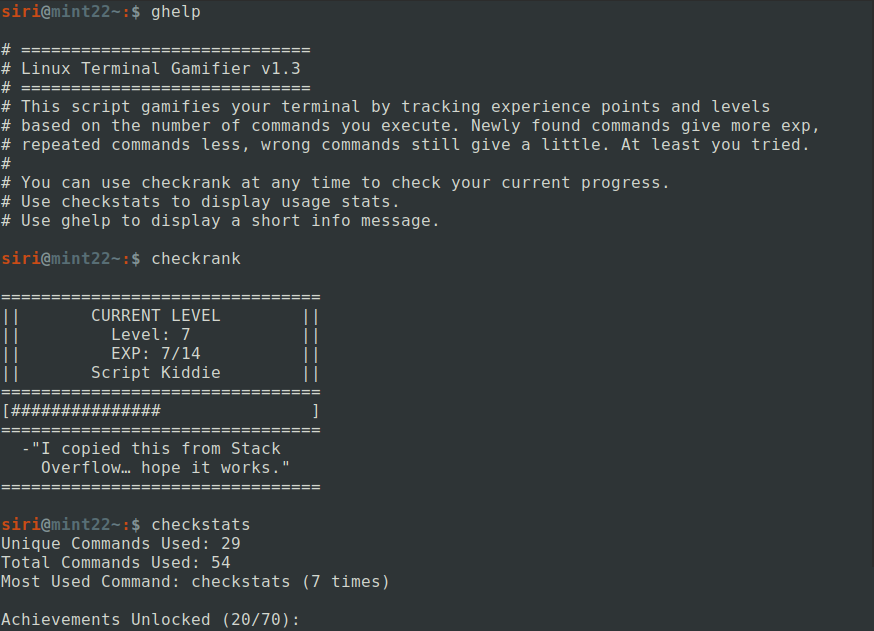 siri@mint22~:$ ghelp
# =============================
# Linux Terminal Gamifier v1.3
# =============================
# This script gamifies your terminal by tracking experience points and levels
# based on the number of commands you execute. Newly found commands give more exp,
# repeated commands less, wrong commands still give a little. At least you tried.
#
# You can use checkrank at any time to check your current progress.
# Use checkstats to display usage stats.
# Use ghelp to display a short info message.
siri@mint22~:$ checkrank
================================
||       CURRENT LEVEL        ||
||         Level: 7           ||
||         EXP: 7/14          ||
||       Script Kiddie        ||
================================
[###############               ]
================================
  -"I copied this from Stack
    Overflow… hope it works."
================================
siri@mint22~:$ checkstats
Unique Commands Used: 29
Total Commands Used: 54
Most Used Command: checkstats (7 times)
Achievements Unlocked (20/70):